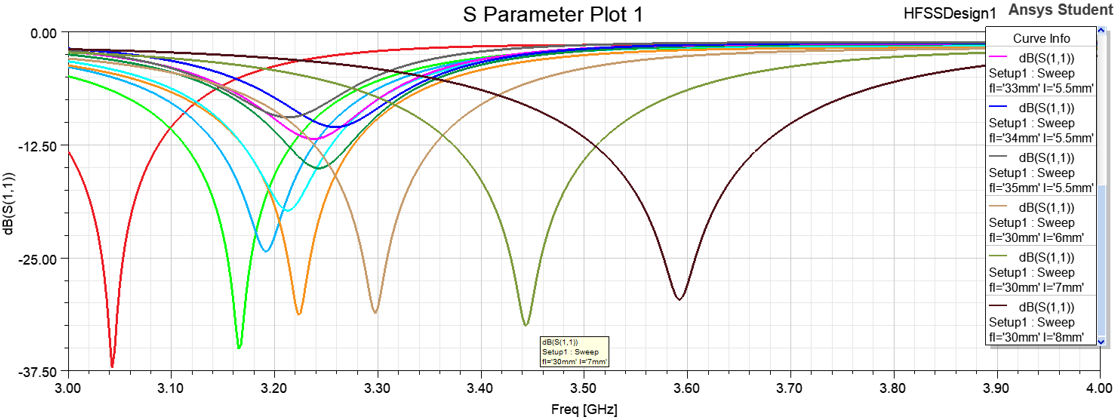 S Parameter Plot 1
HFSSDesign1
Ansys Student
Curve Info
dB(S(1,1))
Setup1 : Sweep
fl='33mm' l='5.5mm'
dB(S(1,1))
Setup1 : Sweep
fl='34mm' l='5.5mm'
dB(S(1,1))
Setup1 : Sweep
fl='35mm' l='5.5mm'
dB(S(1,1))
Setup1 : Sweep
fl='30mm' l='6mm'
dB(S(1,1))
Setup1 : Sweep
fl='30mm' l='7mm'
dB(S(1,1))
Setup1 : Sweep
fl='30mm' l='8mm'
0.00
-12.50
-25.00
-37.50
dB(S(1,1))
dB(S(1,1))
Setup1 : Sweep
fl='30mm' l='7mm'
3.00 3.10 3.20 3.30 3.40 3.50 3.60 3.70 3.80 3.90 4.00
Freq [GHz]